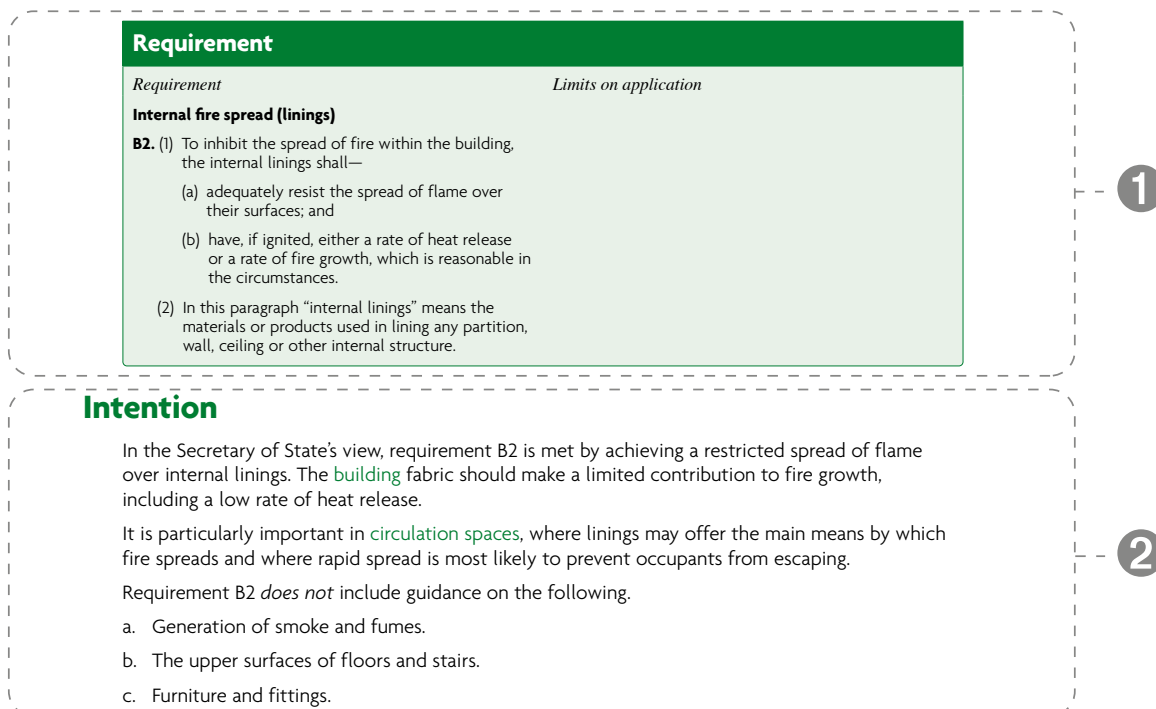 Requirement
Requirement Limits on application
Internal fire spread (linings)
B2. (1) To inhibit the spread of fire within the building,
the internal linings shall—
(a) adequately resist the spread of flame over
their surfaces; and
(b) have, if ignited, either a rate of heat release
or a rate of fire growth, which is reasonable in
the circumstances.
(2) In this paragraph “internal linings” means the
materials or products used in lining any partition,
wall, ceiling or other internal structure.
1
Intention
In the Secretary of State’s view, requirement B2 is met by achieving a restricted spread of flame
over internal linings. The building fabric should make a limited contribution to fire growth,
including a low rate of heat release.
It is particularly important in circulation spaces, where linings may offer the main means by which
fire spreads and where rapid spread is most likely to prevent occupants from escaping.
Requirement B2 does not include guidance on the following.
a. Generation of smoke and fumes.
b. The upper surfaces of floors and stairs.
c. Furniture and fittings.
2